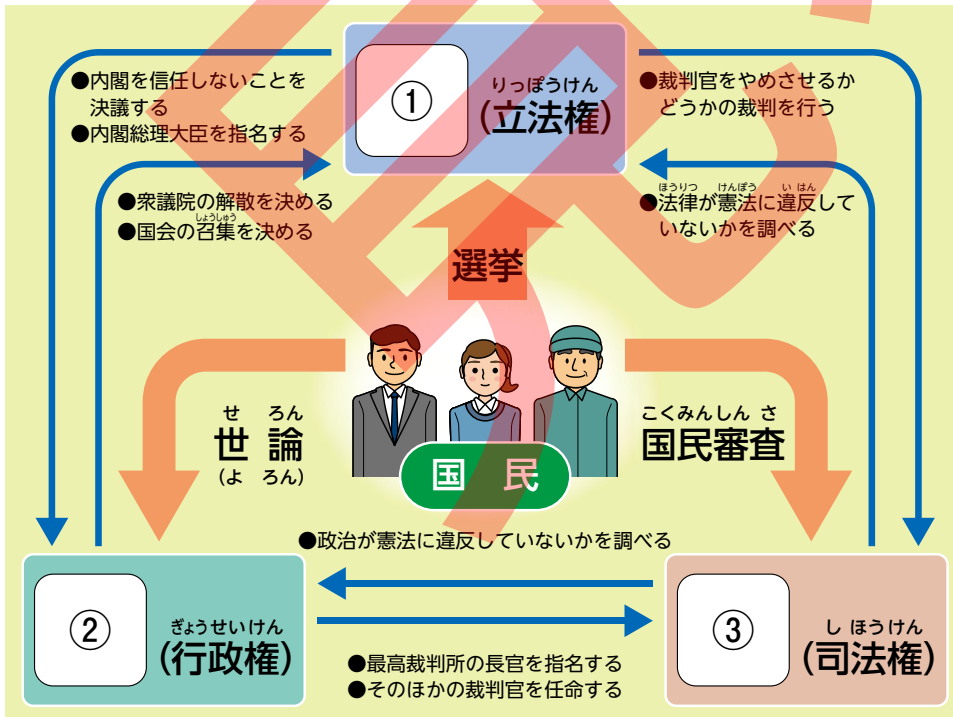 ●内閣を信任しないことを
決議する
●内閣総理大臣を指名する
①
りっぽうけん
(立法権)
●裁判官をやめさせるか
どうかの裁判を行う
●衆議院の解散を決める
しょうしゅう
●国会の召集を決める
ほうりつ けんぽう い はん
●法律が憲法に違反して
いないかを調べる
選挙
せ ろん
世 論
(よ ろん)
こくみんしん さ
国民審査
国 民
●政治が憲法に違反していないかを調べる
②
ぎょうせいけん
(行政権)
③
し ほうけん
(司法権)
●最高裁判所の長官を指名する
●そのほかの裁判官を任命する